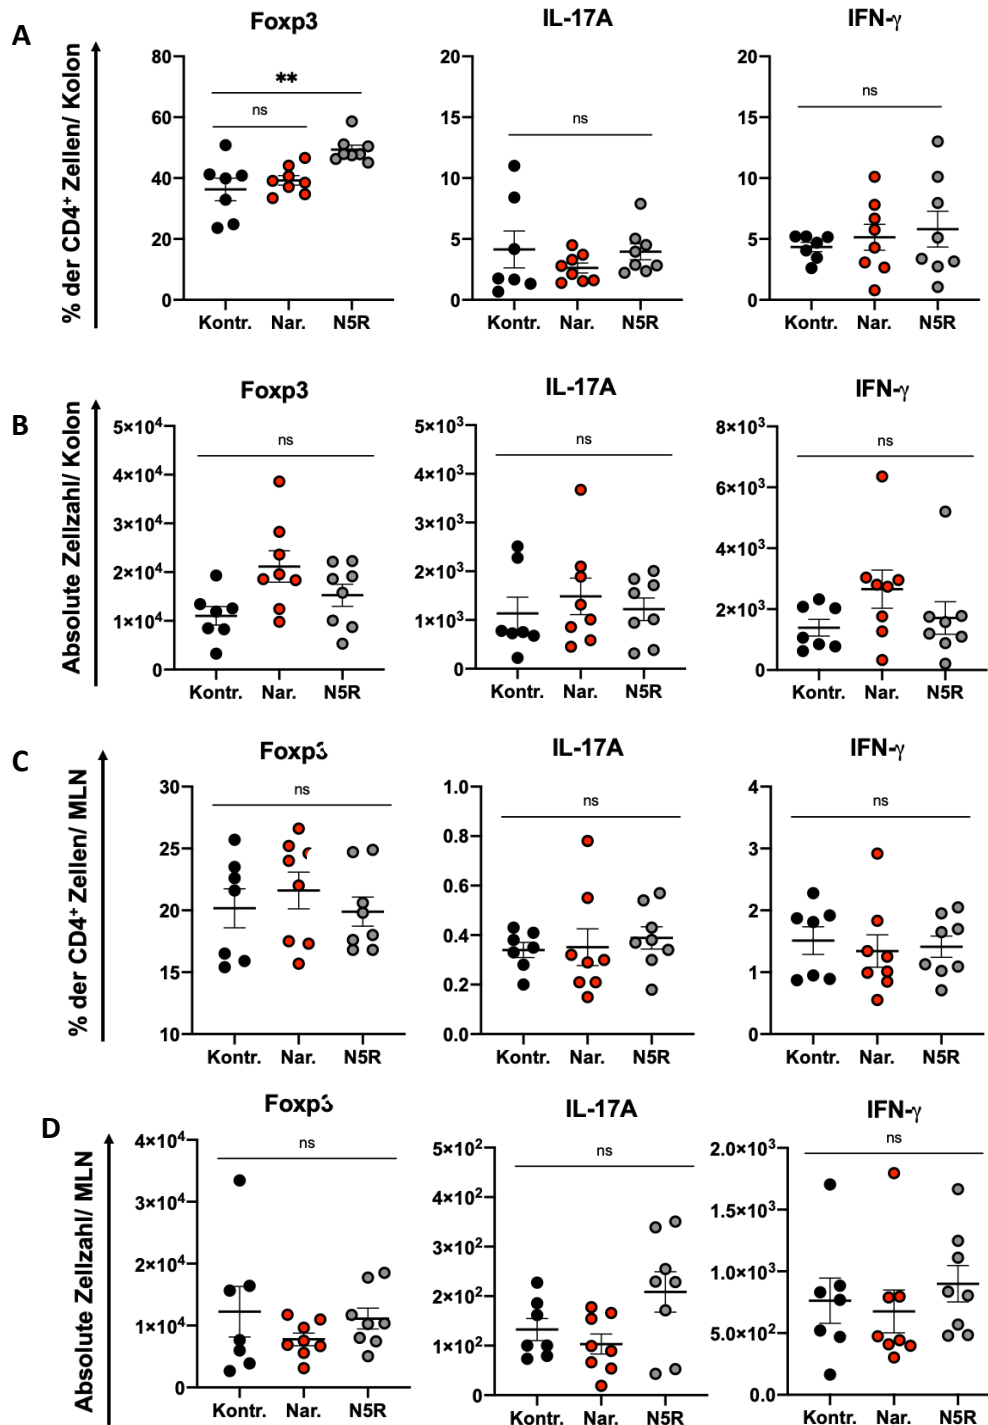 A
% der CD4⁺ Zellen/ Kolon
Foxp3
80
60
40
20
0
**
ns
Kontr. Nar. N5R
IL-17A
20
15
10
5
0
ns
Kontr. Nar. N5R
IFN-γ
20
15
10
5
0
ns
Kontr. Nar. N5R
B
Absolute Zellzahl/ Kolon
Foxp3
5×10⁴
4×10⁴
3×10⁴
2×10⁴
1×10⁴
0
ns
Kontr. Nar. N5R
IL-17A
5×10³
4×10³
3×10³
2×10³
1×10³
0
ns
Kontr. Nar. N5R
IFN-γ
8×10³
6×10³
4×10³
2×10³
0
ns
Kontr. Nar. N5R
C
% der CD4⁺ Zellen/ MLN
Foxp3
30
25
20
15
10
ns
Kontr. Nar. N5R
IL-17A
1.0
0.8
0.6
0.4
0.2
0.0
ns
Kontr. Nar. N5R
IFN-γ
4
3
2
1
0
ns
Kontr. Nar. N5R
D
Absolute Zellzahl/ MLN
Foxp3
4×10⁴
3×10⁴
2×10⁴
1×10⁴
0
ns
Kontr. Nar. N5R
IL-17A
5×10²
4×10²
3×10²
2×10²
1×10²
0
ns
Kontr. Nar. N5R
IFN-γ
2.0×10³
1.5×10³
1.0×10³
5.0×10²
0.0
ns
Kontr. Nar. N5R